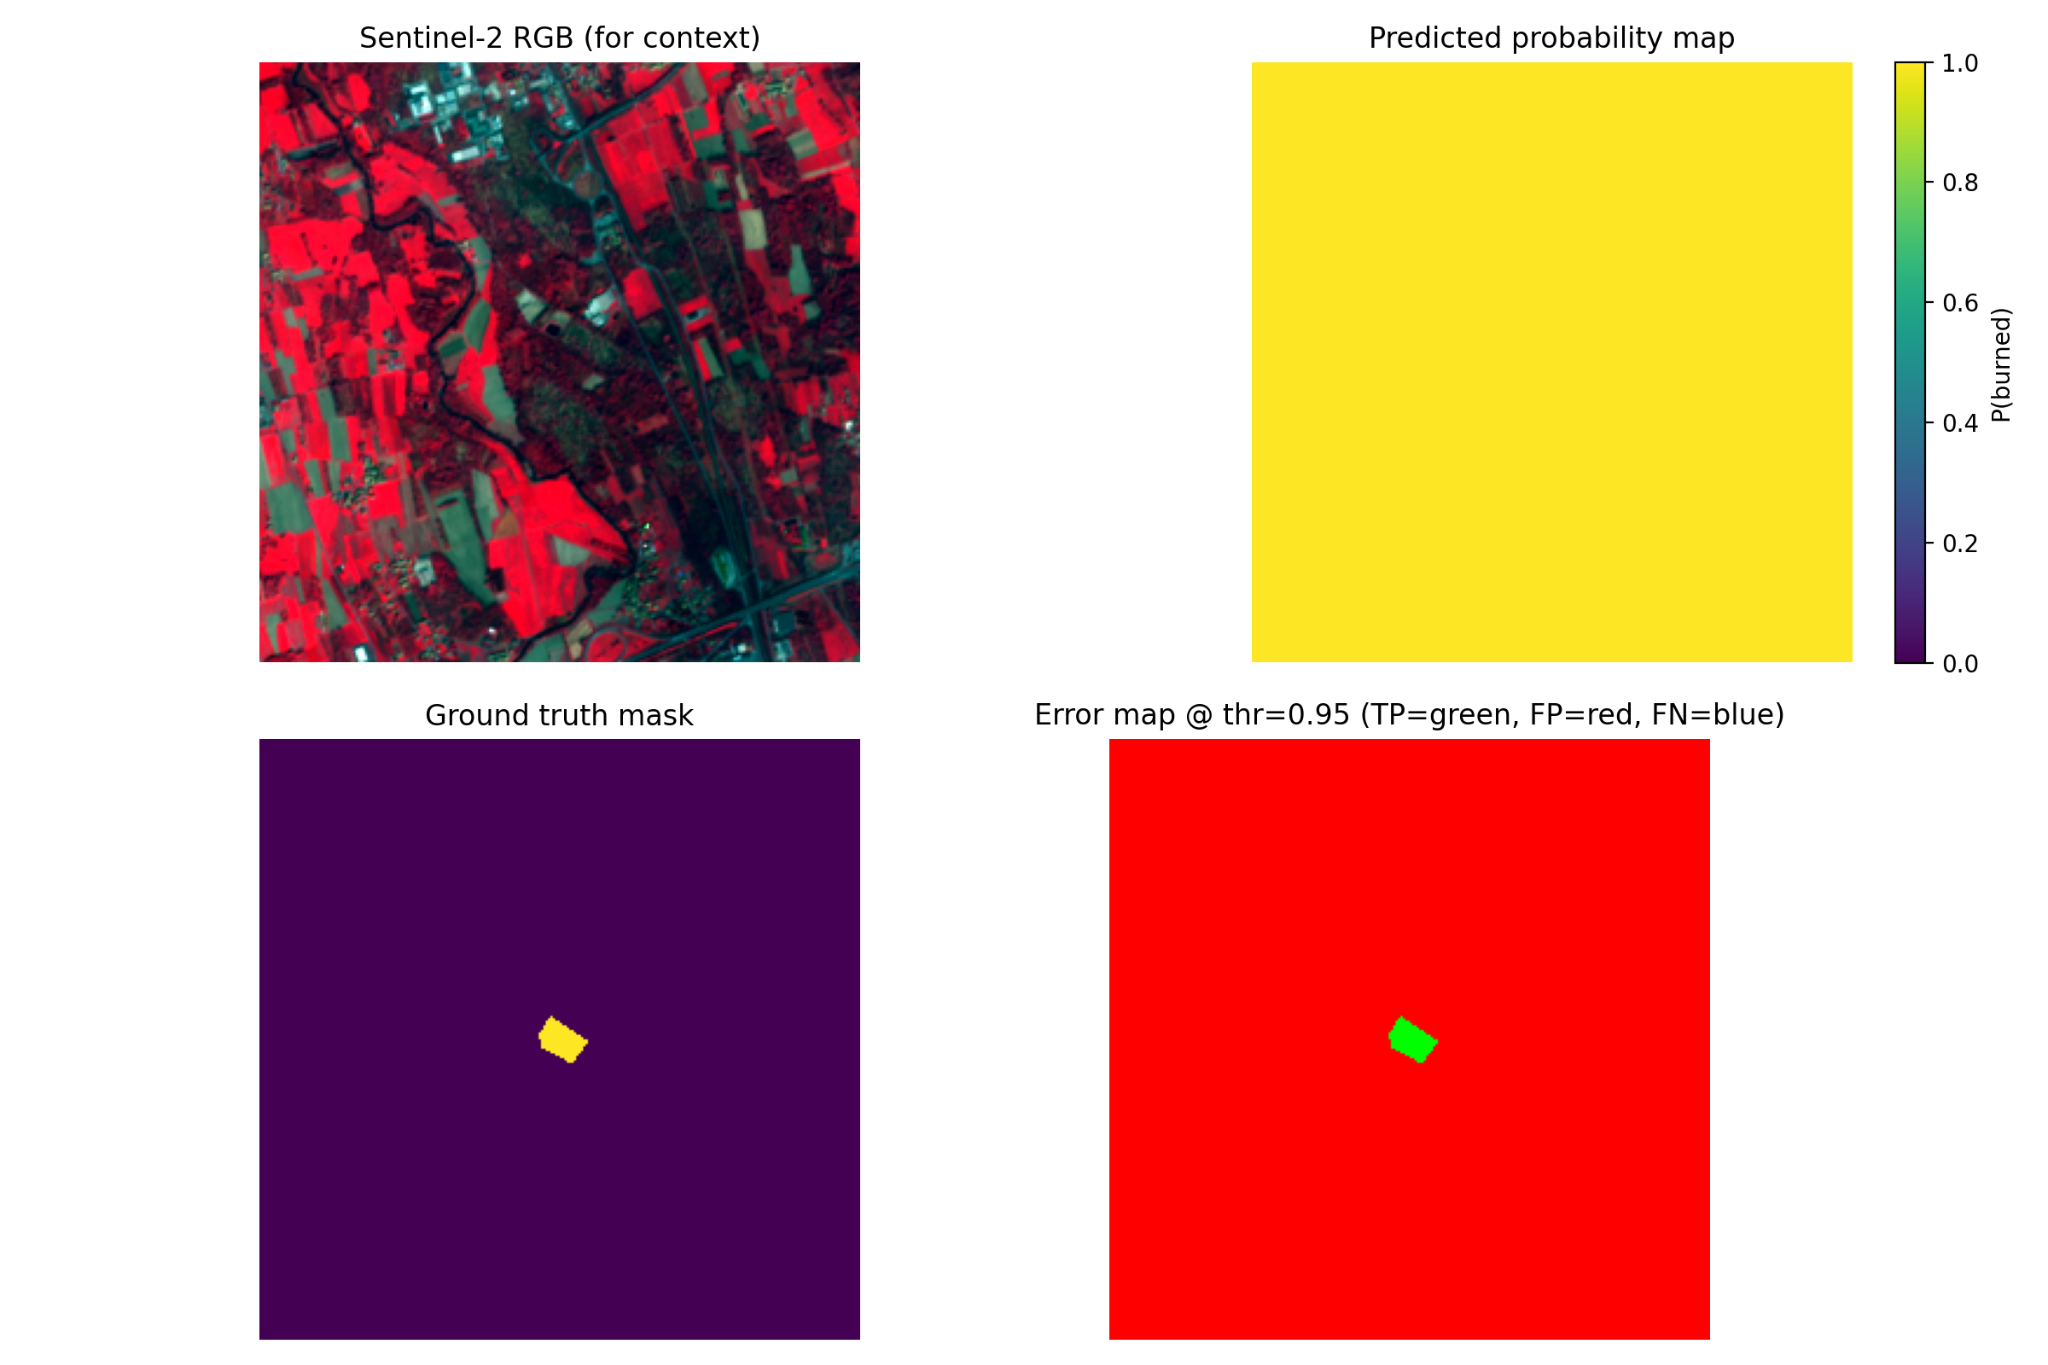 Sentinel-2 RGB (for context)
Predicted probability map
1.0
0.8
0.6
0.4
0.2
0.0
P(burned)
Ground truth mask
Error map @ thr=0.95 (TP=green, FP=red, FN=blue)